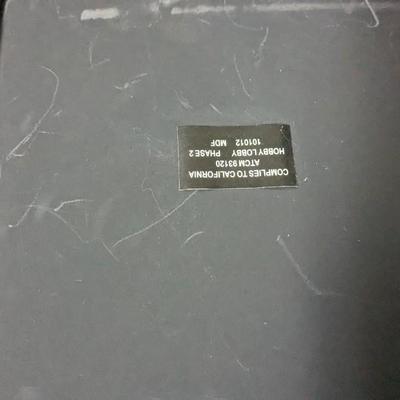 COMPLIES TO CALIFORNIA
ATCM 93120
HOBBY LOBBY PHASE 2
101012 MDF